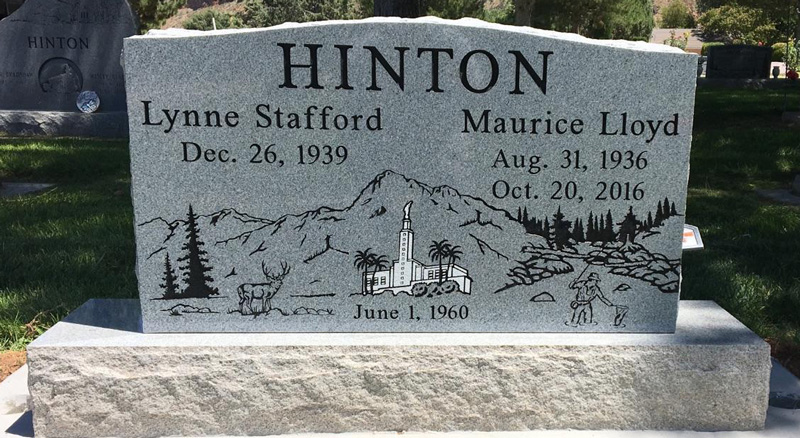 HINTON
HINTON
Lynne Stafford
Dec. 26, 1939
Maurice Lloyd
Aug. 31, 1936
Oct. 20, 2016
June 1, 1960